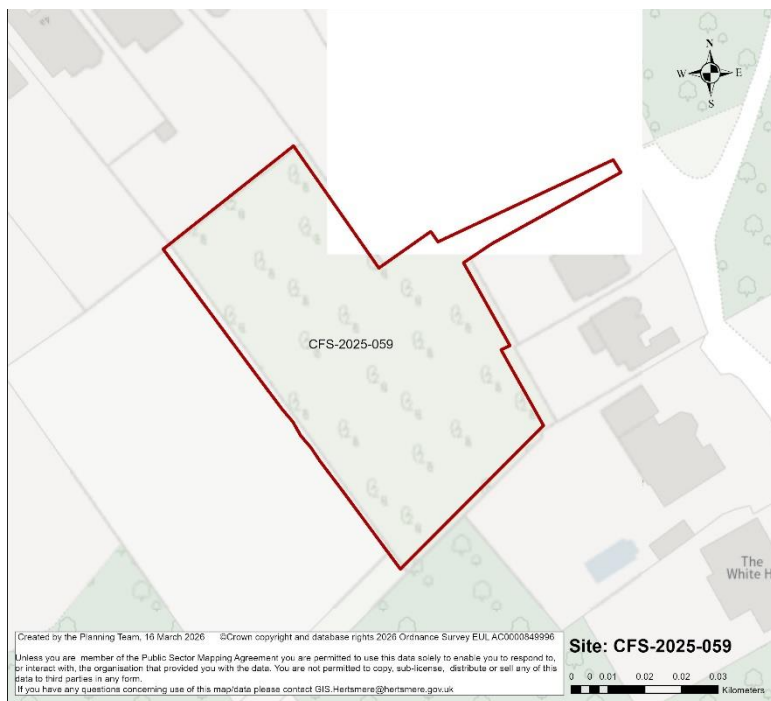 N
W E
S
CFS-2025-059
The
White H
Created by the Planning Team, 16 March 2026 ©Crown copyright and database rights 2026 Ordnance Survey EUL AC0000849996
Unless you are member of the Public Sector Mapping Agreement you are permitted to use this data solely to enable you to respond to,
or interact with, the organisation that provided you with the data. You are not permitted to copy, sub-license, distribute or sell any of this
data to third parties in any form.
If you have any questions concerning use of this map/data please contact GIS.Hertsmere@hertsmere.gov.uk
Site: CFS-2025-059
0 0 0.01 0.02 0.02 0.03
Kilometers